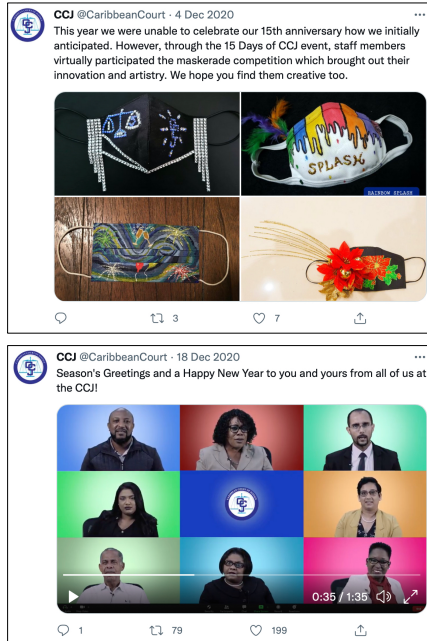 CCJ @CaribbeanCourt · 4 Dec 2020
This year we were unable to celebrate our 15th anniversary how we initially
anticipated. However, through the 15 Days of CCJ event, staff members
virtually participated the maskerade competition which brought out their
innovation and artistry. We hope you find them creative too.
SPLASH
RAINBOW SPLASH
3
7
CCJ @CaribbeanCourt · 18 Dec 2020
Season's Greetings and a Happy New Year to you and yours from all of us at
the CCJ!
0:35 / 1:35
1
79
199